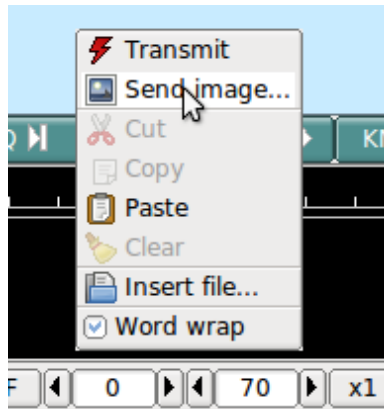 Transmit
Send image...
Cut
Copy
Paste
Clear
Insert file...
Word wrap
0 70 x1